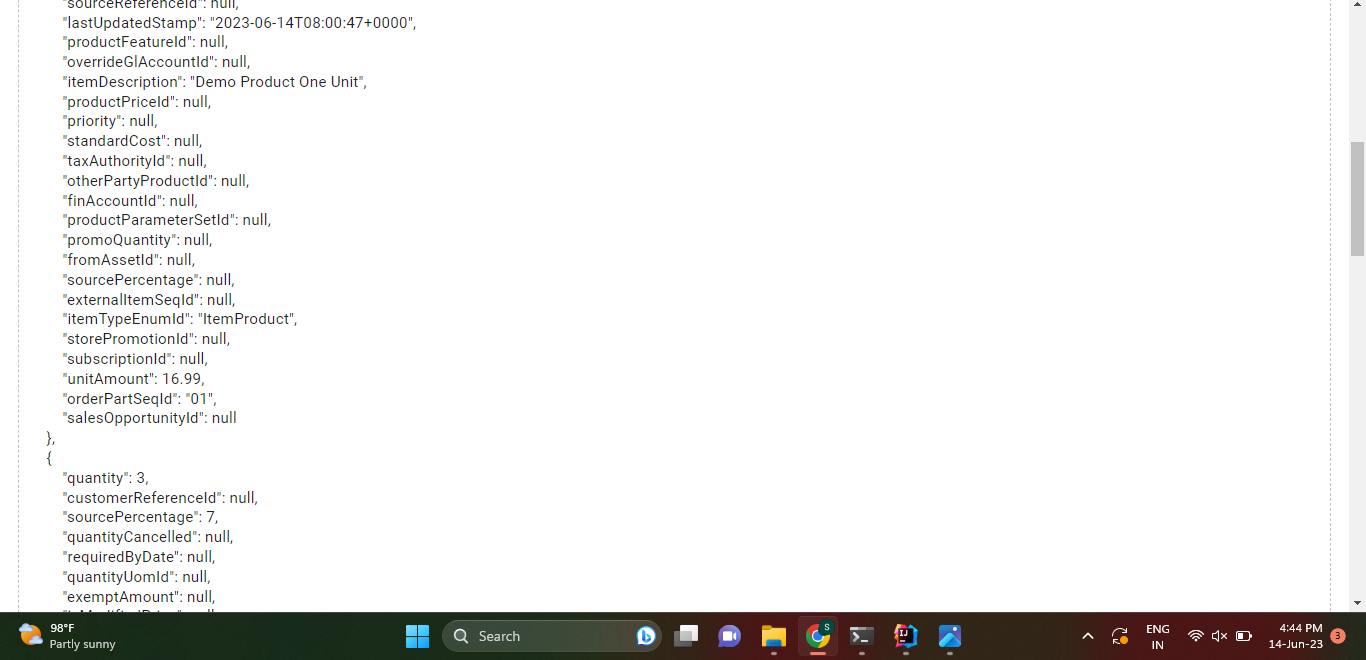 "sourceReferenceId": null,
"lastUpdatedStamp": "2023-06-14T08:00:47+0000",
"productFeatureId": null,
"overrideGlAccountId": null,
"itemDescription": "Demo Product One Unit",
"productPriceId": null,
"priority": null,
"standardCost": null,
"taxAuthorityId": null,
"otherPartyProductId": null,
"finAccountId": null,
"productParameterSetId": null,
"promoQuantity": null,
"fromAssetId": null,
"sourcePercentage": null,
"externalItemSeqId": null,
"itemTypeEnumId": "ItemProduct",
"storePromotionId": null,
"subscriptionId": null,
"unitAmount": 16.99,
"orderPartSeqId": "01",
"salesOpportunityId": null
},
{
"quantity": 3,
"customerReferenceId": null,
"sourcePercentage": 7,
"quantityCancelled": null,
"requiredByDate": null,
"quantityUomId": null,
"exemptAmount": null,
98°F
Partly sunny
Search
S
ENG
IN
4:44 PM
14-Jun-23
3